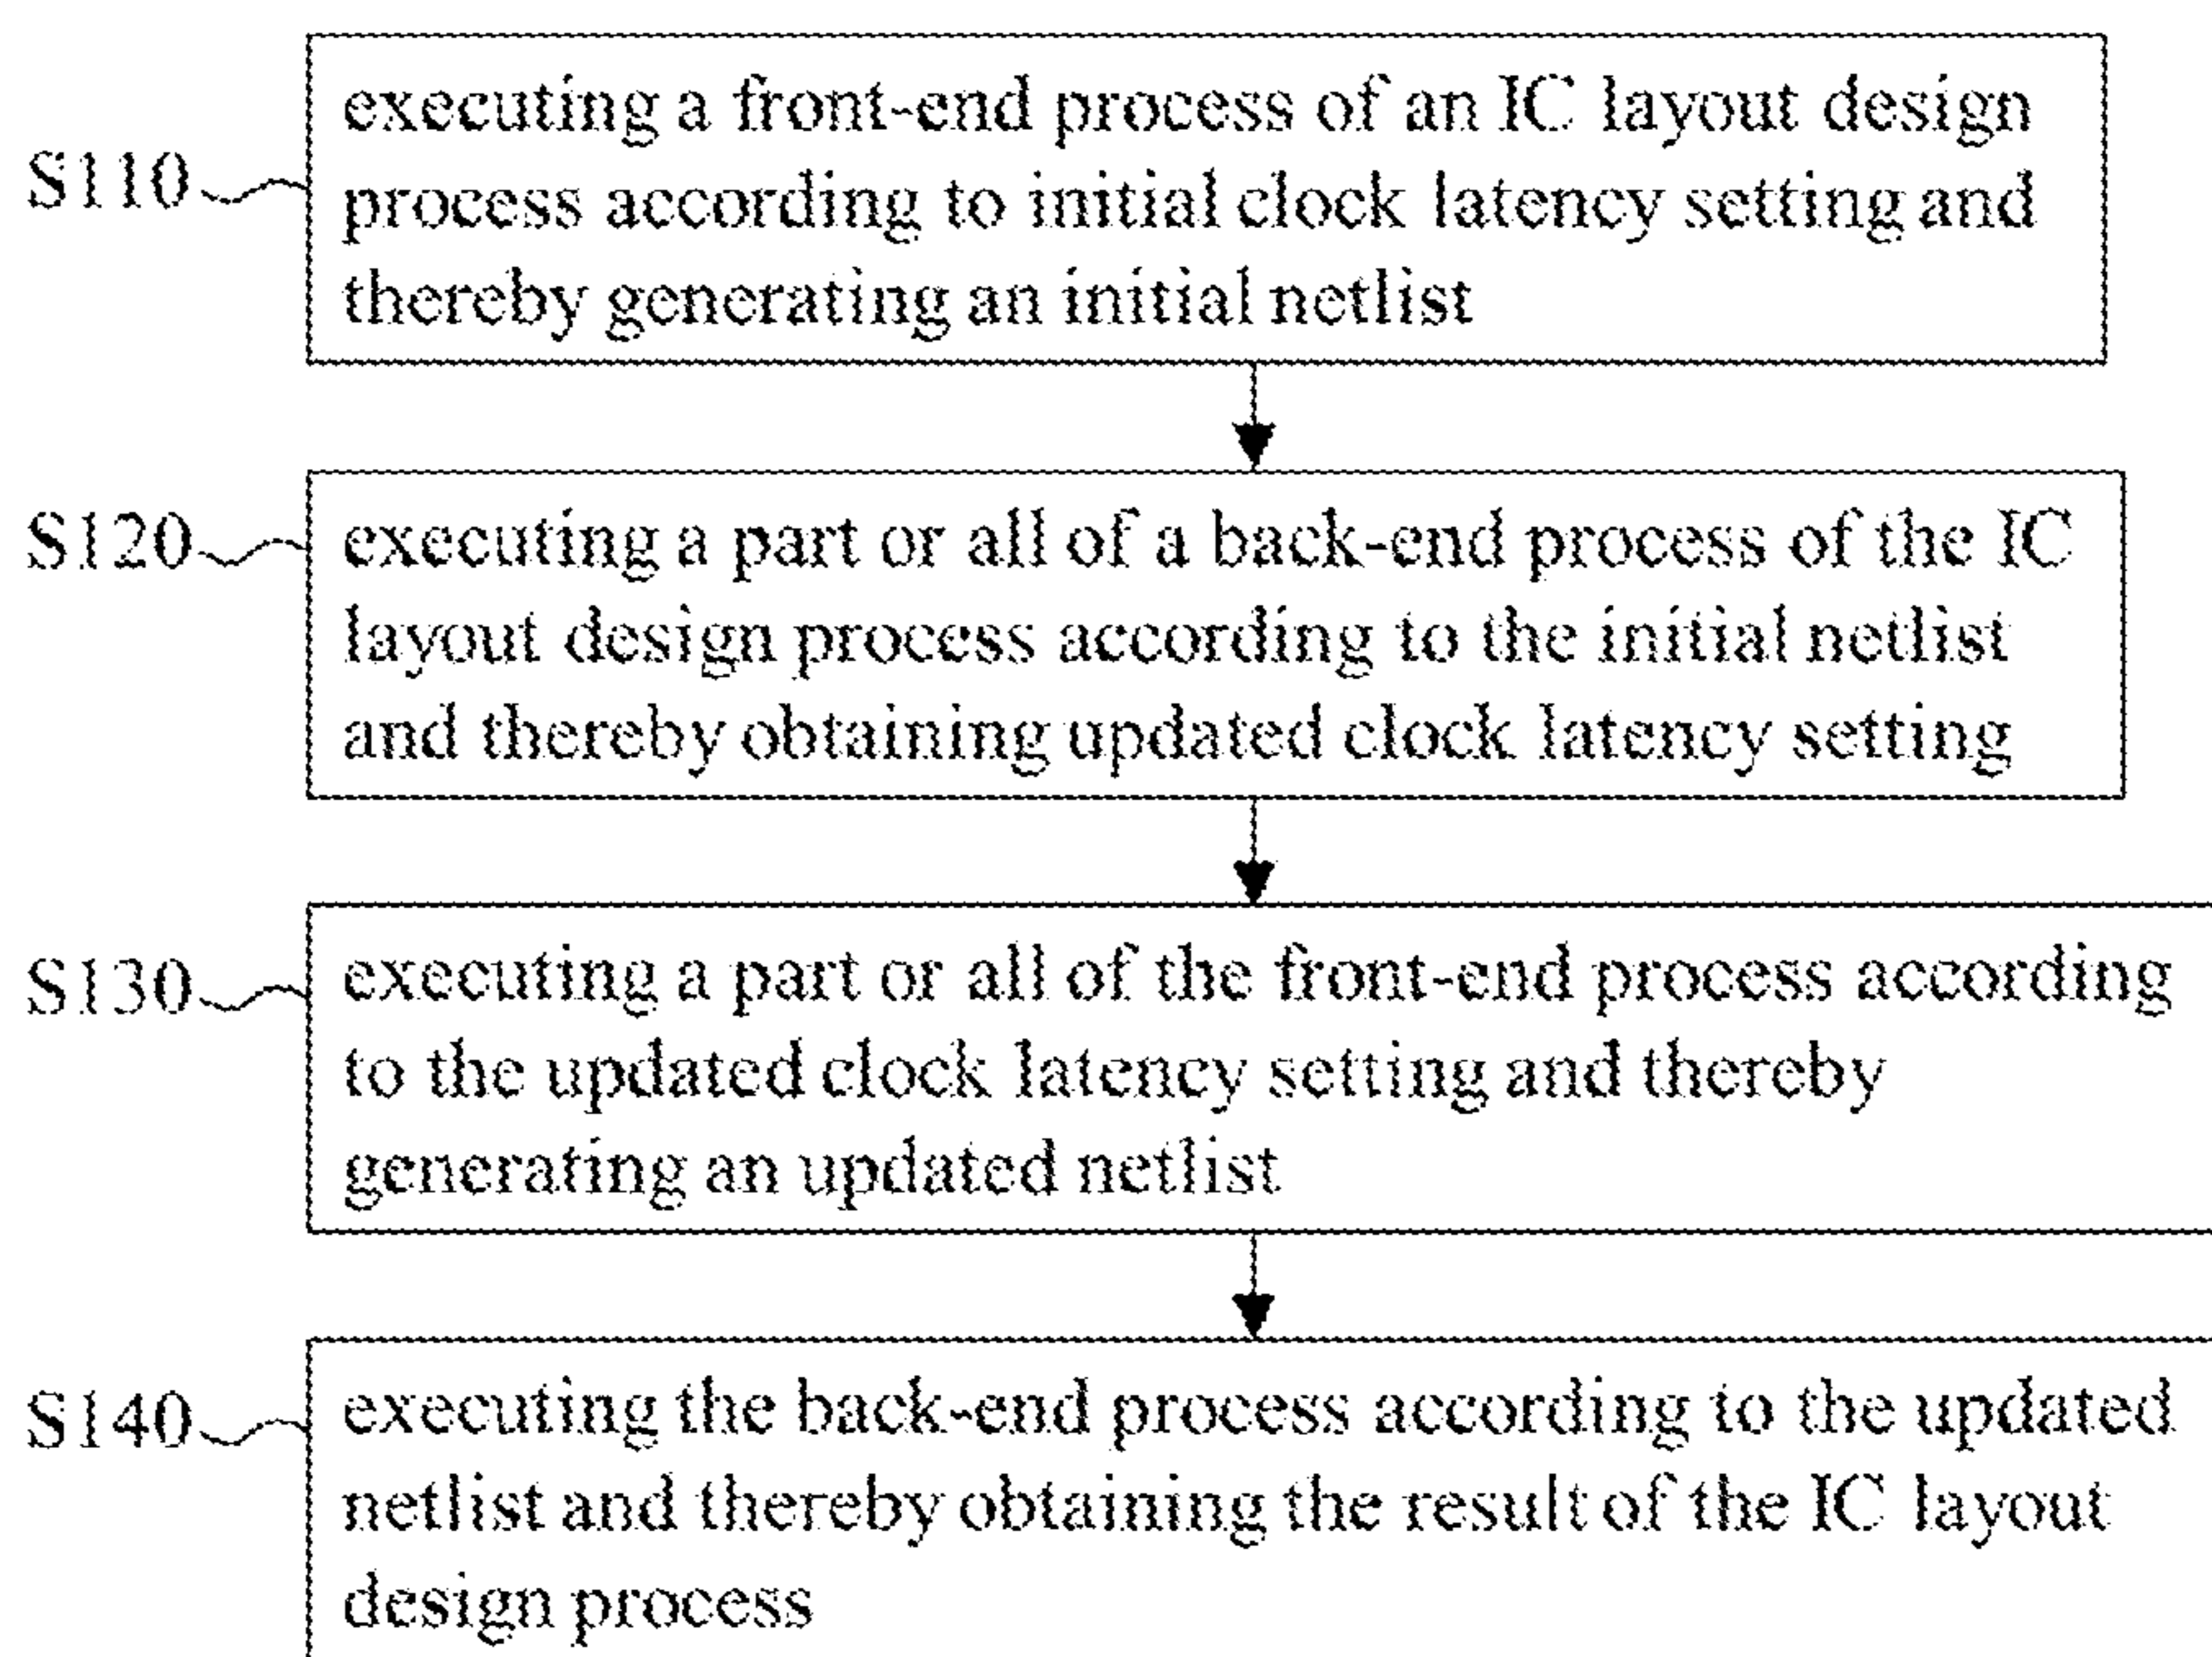 executing a front-end process of an IC layout design
S110
process according to initial clock latency setting and
thereby generating an initial netlist
S120
executing a part or all of a back-end process of the IC
layout design process according to the initial netlist
and thereby obtaining updated clock latency setting
S130
executing a part or all of the front-end process according
to the updated clock latency setting and thereby
generating an updated netlist
S140
executing the back-end process according to the updated
netlist and thereby obtaining the result of the IC layout
design process